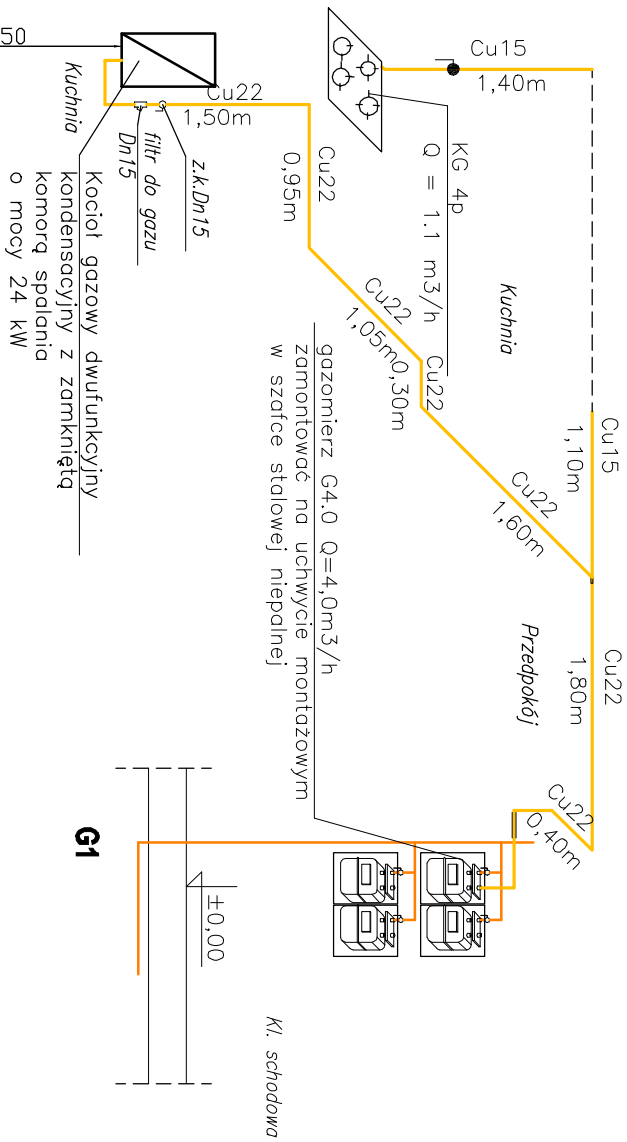 Cu15
1,40m
KG 4p
Q = 1.1 m3/h
Kuchnia
Cu15
1,10m
Cu22
1,80m
Przedpokój
Cu22
0,40m
Cu22
1,60m
Cu22
0,30m
Cu22
1,05m
Cu22
0,95m
Cu22
1,50m
z.k.Dn15
filtr do gazu
Dn15
Kuchnia
50
Kocioł gazowy dwufunkcyjny
kondensacyjny z zamkniętą
komorą spalania
o mocy 24 kW
gazomierz G4.0 Q=4,0m3/h
zamontować na uchwycie montażowym
w szafce stalowej niepalnej
G1
±0,00
Kl. schodowa